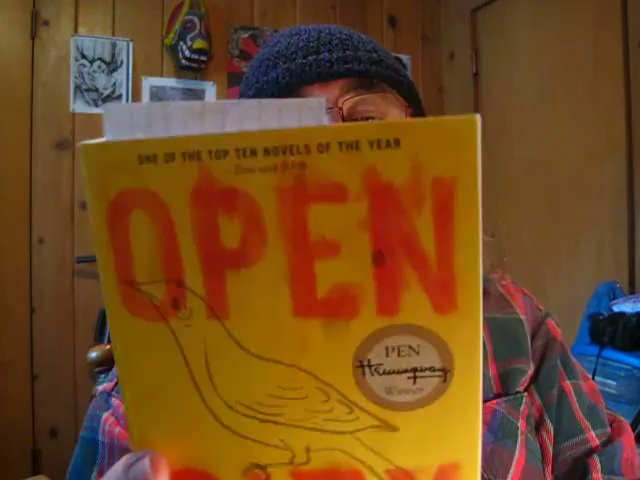 ONE OF THE TOP TEN NOVELS OF THE YEAR
OPEN
PEN
Hemingway
Winner